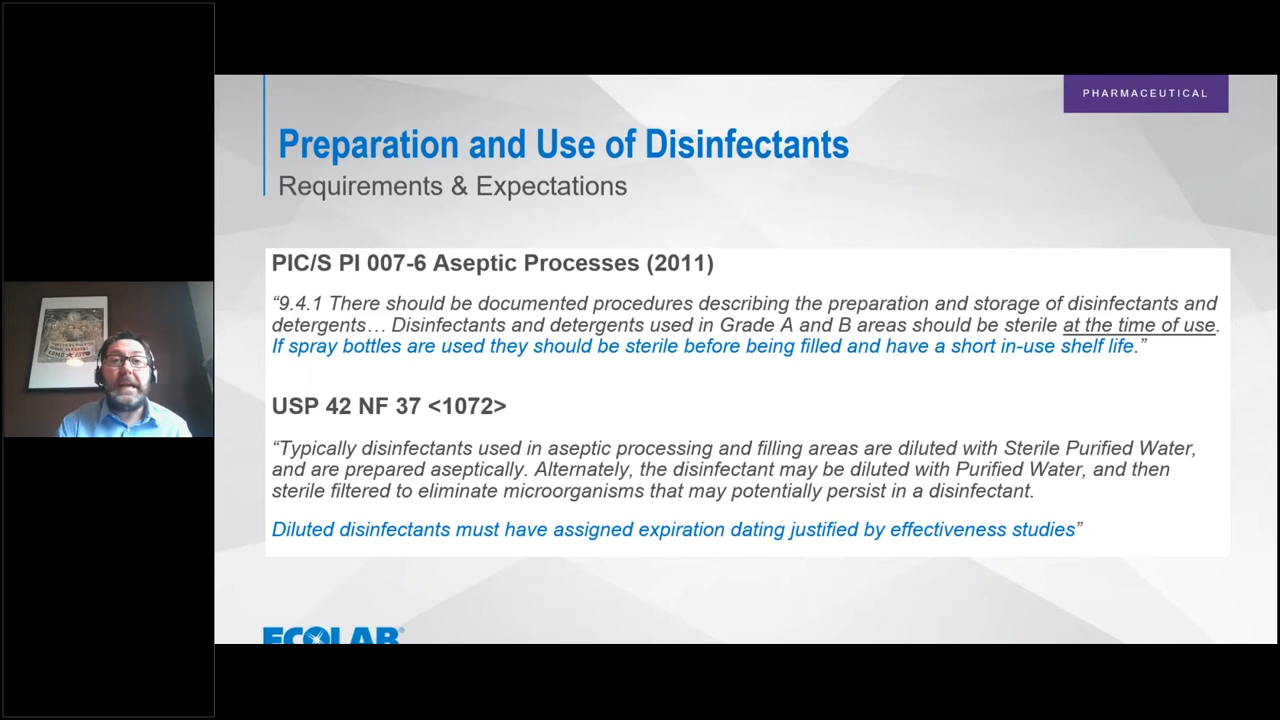 PHARMACEUTICAL
Preparation and Use of Disinfectants
Requirements & Expectations
PIC/S PI 007-6 Aseptic Processes (2011)
“9.4.1 There should be documented procedures describing the preparation and storage of disinfectants and
detergents… Disinfectants and detergents used in Grade A and B areas should be sterile at the time of use.
If spray bottles are used they should be sterile before being filled and have a short in-use shelf life.”
USP 42 NF 37 <1072>
“Typically disinfectants used in aseptic processing and filling areas are diluted with Sterile Purified Water,
and are prepared aseptically. Alternately, the disinfectant may be diluted with Purified Water, and then
sterile filtered to eliminate microorganisms that may potentially persist in a disinfectant.
Diluted disinfectants must have assigned expiration dating justified by effectiveness studies”
ECOLAB®